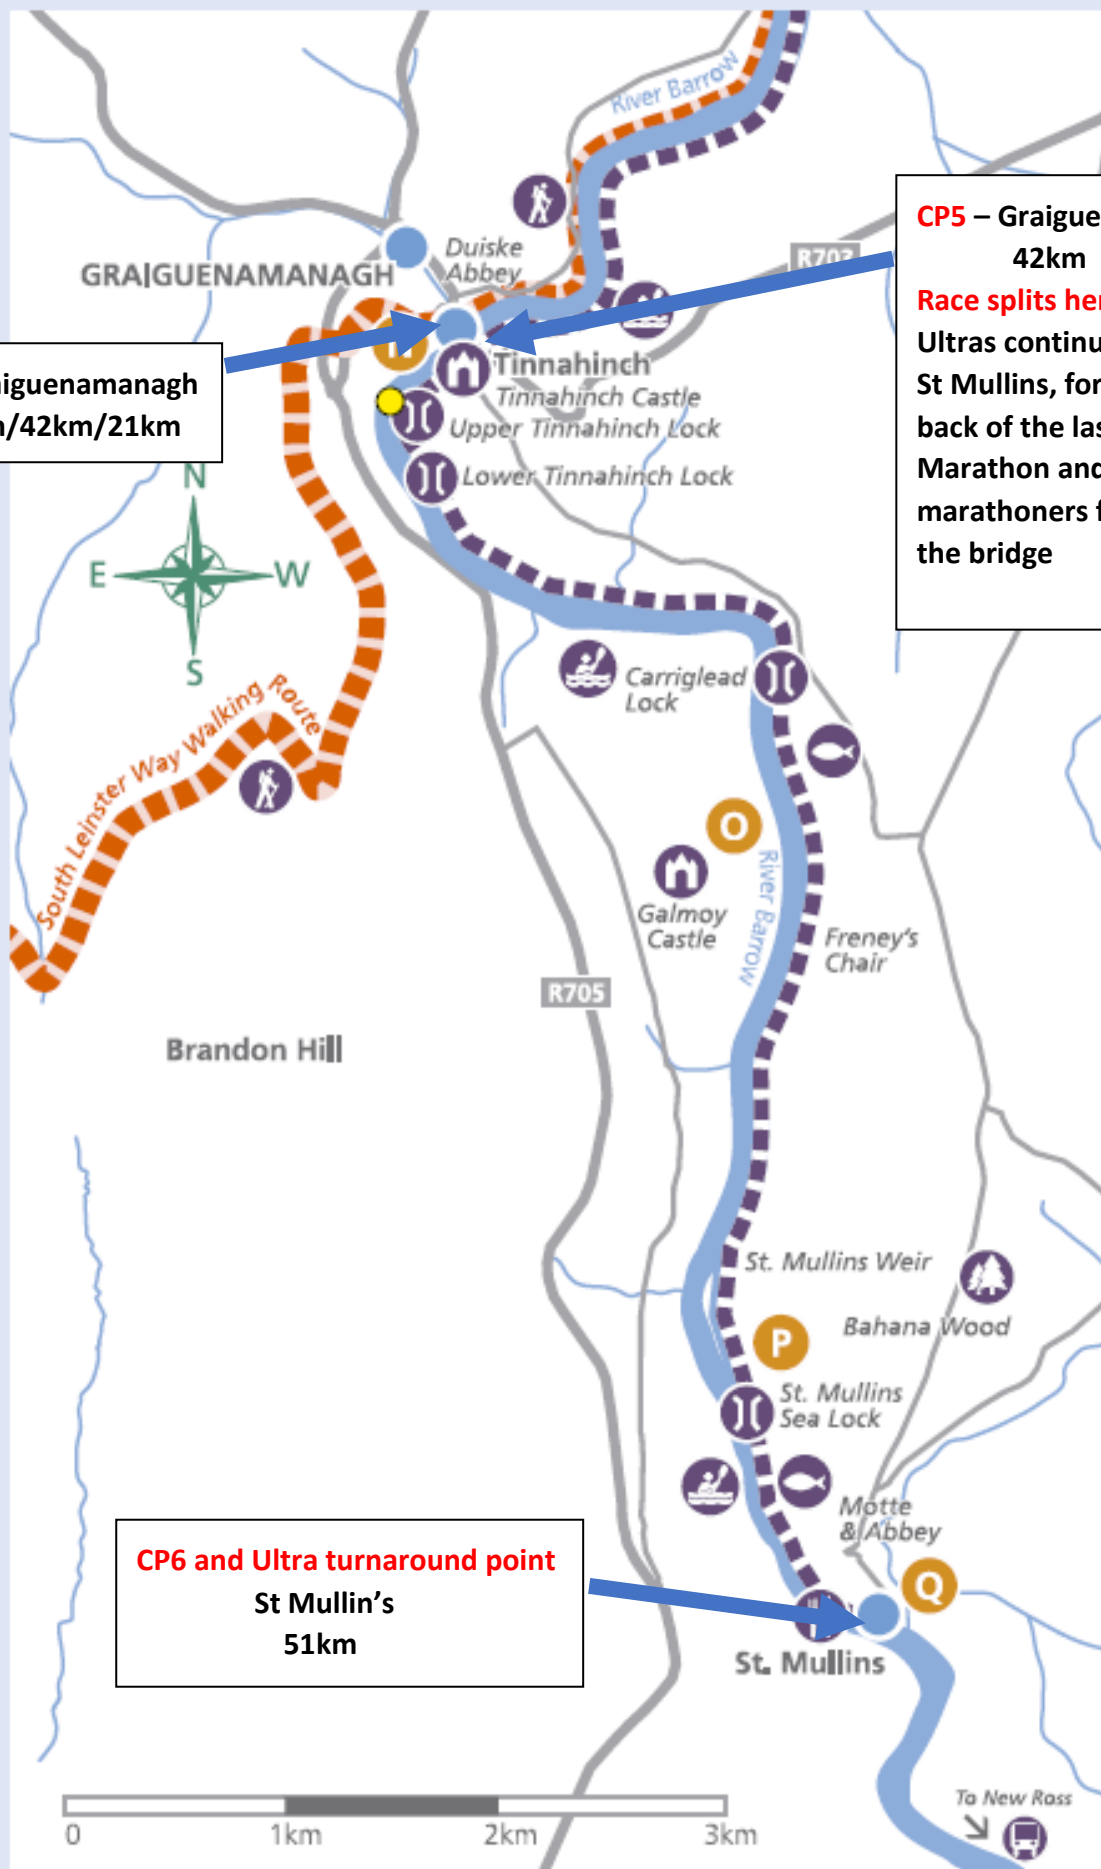 River Barrow
CP5 – Graigue
42km
Race splits her
Ultras continu
St Mullins, for
back of the las
Marathon and
marathoners f
the bridge
R703
Duiske
Abbey
GRAIGUENAMANAGH
iguenamanagh
/42km/21km
Tinnahinch
Tinnahinch Castle
Upper Tinnahinch Lock
Lower Tinnahinch Lock
N
E
W
S
Carriglead
Lock
South Leinster Way Walking Route
O
River Barrow
Galmoy
Castle
Freney's
Chair
R705
Brandon Hill
St. Mullins Weir
Bahana Wood
P
St. Mullins
Sea Lock
Motte
& Abbey
CP6 and Ultra turnaround point
St Mullin's
51km
Q
St. Mullins
To New Ross
0
1km
2km
3km